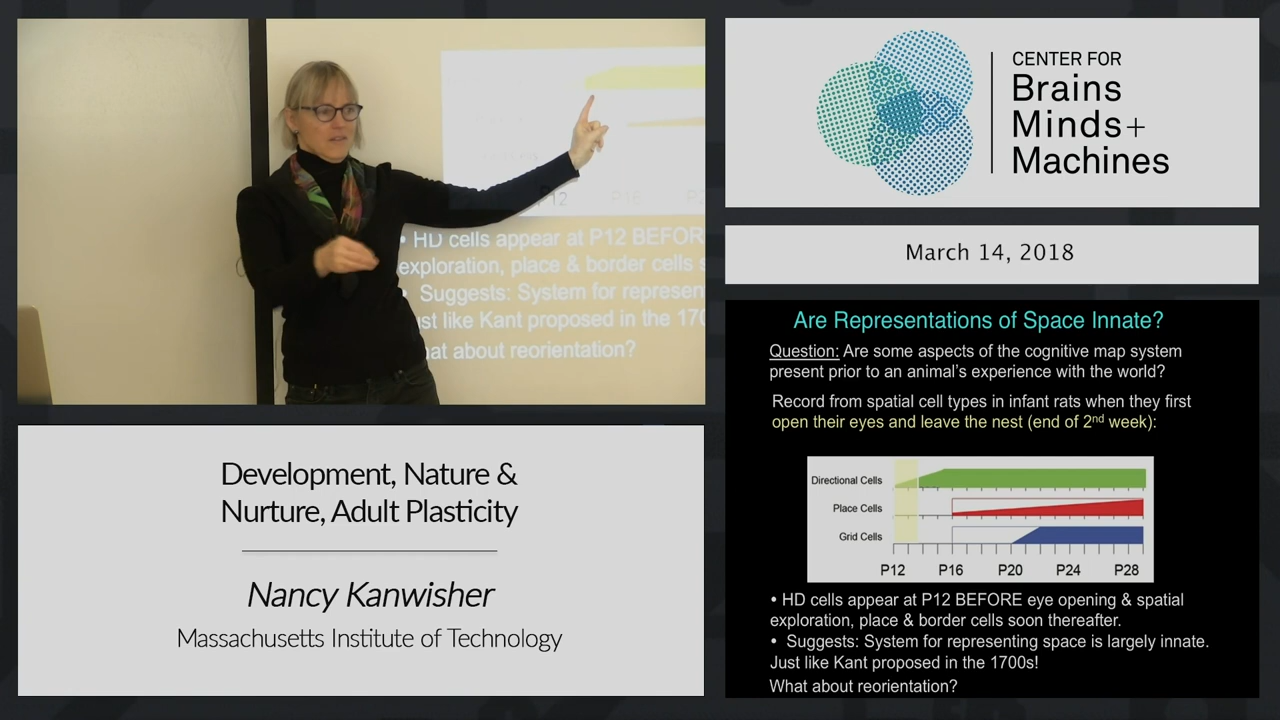 P12
P16
• HD cells appear at P12 BEFOR
exploration, place & border cells s
• Suggests: System for represen
ust like Kant proposed in the 170
at about reorientation?
CENTER FOR
Brains
Minds+
Machines
March 14, 2018
Development, Nature &
Nurture, Adult Plasticity
Nancy Kanwisher
Massachusetts Institute of Technology
Are Representations of Space Innate?
Question: Are some aspects of the cognitive map system
present prior to an animal's experience with the world?
Record from spatial cell types in infant rats when they first
open their eyes and leave the nest (end of 2nd week):
Directional Cells
Place Cells
Grid Cells
P12 P16 P20 P24 P28
• HD cells appear at P12 BEFORE eye opening & spatial
exploration, place & border cells soon thereafter.
• Suggests: System for representing space is largely innate.
Just like Kant proposed in the 1700s!
What about reorientation?